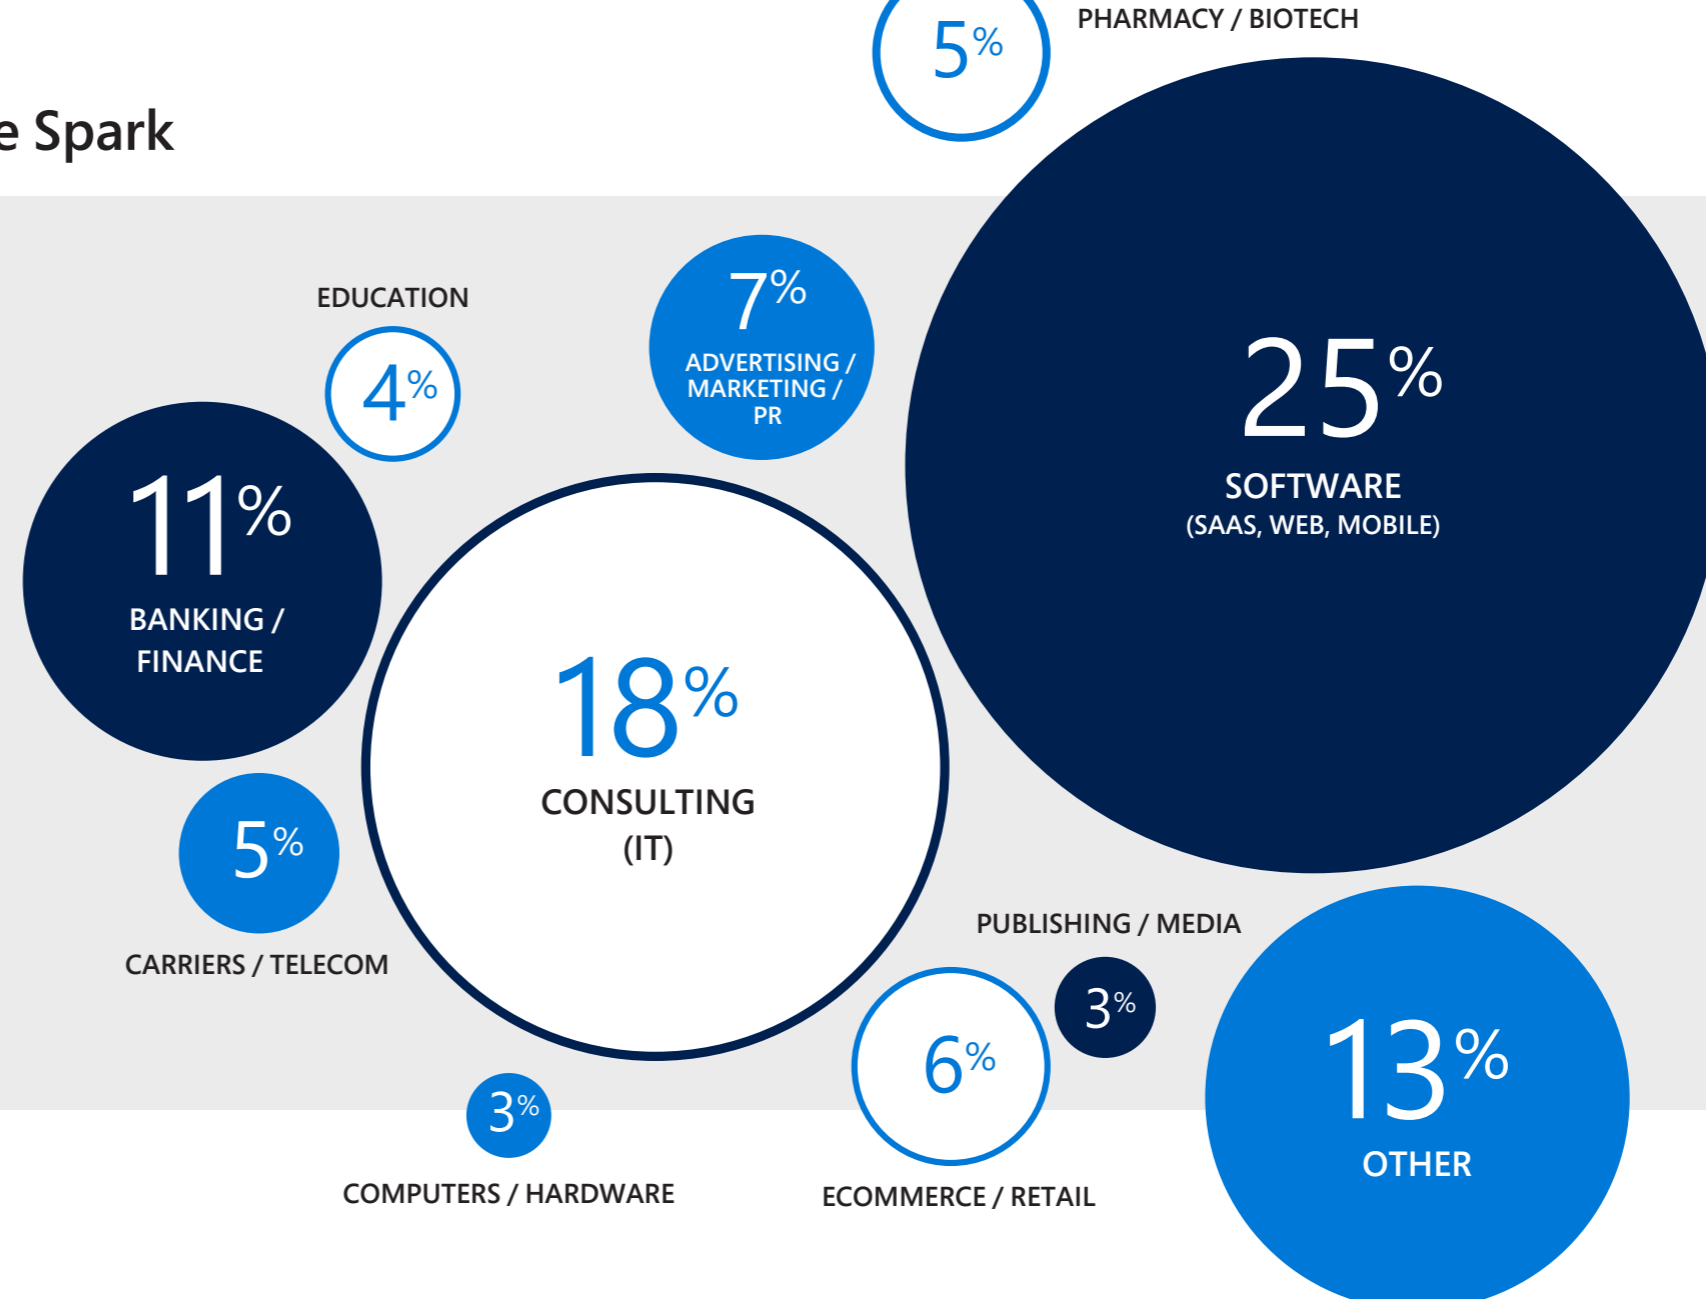 5%
PHARMACY / BIOTECH
e Spark
EDUCATION
4%
7%
ADVERTISING /
MARKETING /
PR
25%
SOFTWARE
(SAAS, WEB, MOBILE)
11%
BANKING /
FINANCE
18%
CONSULTING
(IT)
5%
CARRIERS / TELECOM
PUBLISHING / MEDIA
3%
6%
ECOMMERCE / RETAIL
3%
COMPUTERS / HARDWARE
13%
OTHER